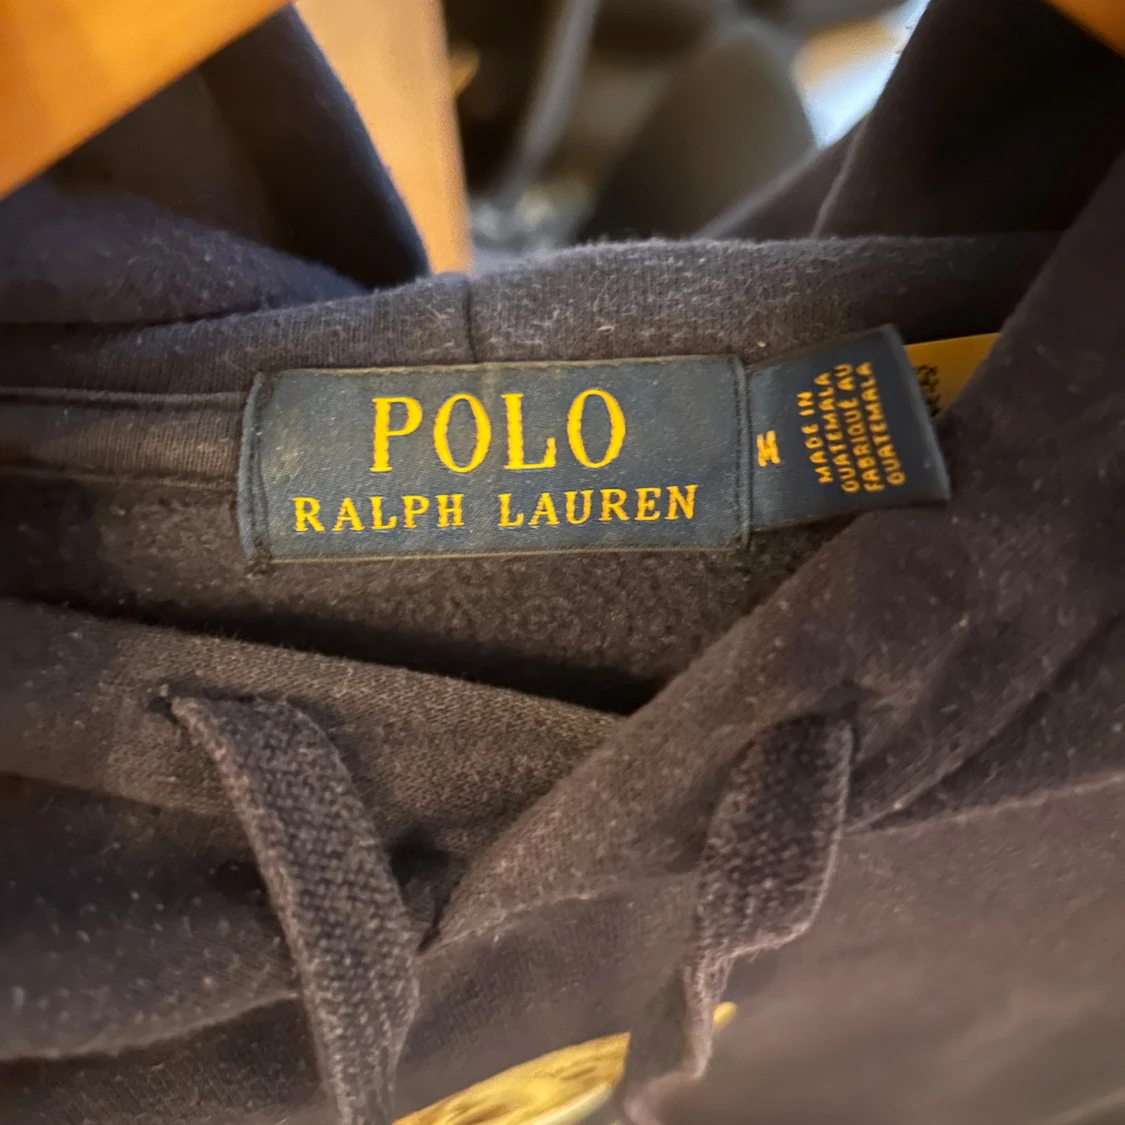 POLO
RALPH LAUREN
MADE IN
GUATEMALA
FABRIQUÉ AU
GUATEMALA